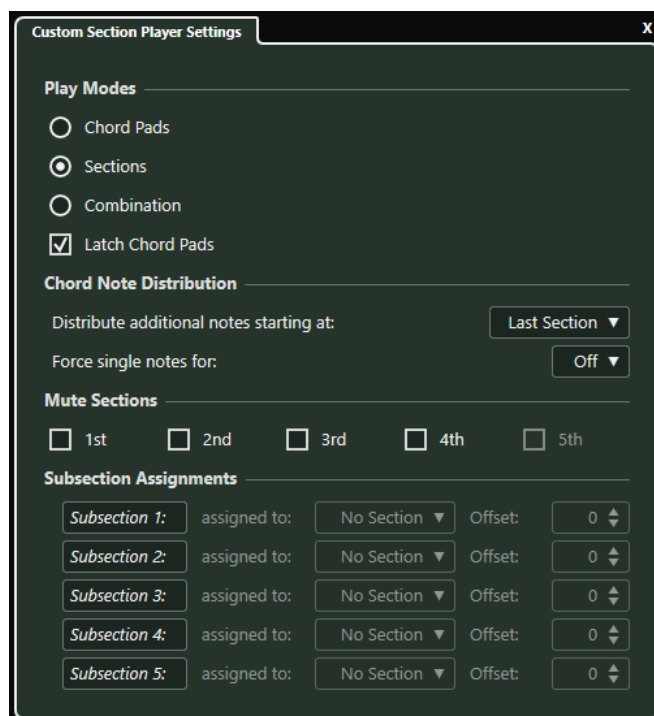 Custom Section Player Settings X
Play Modes
Chord Pads
Sections
Combination
Latch Chord Pads
Chord Note Distribution
Distribute additional notes starting at: Last Section
Force single notes for: Off
Mute Sections
1st 2nd 3rd 4th 5th
Subsection Assignments
Subsection 1: assigned to: No Section Offset: 0
Subsection 2: assigned to: No Section Offset: 0
Subsection 3: assigned to: No Section Offset: 0
Subsection 4: assigned to: No Section Offset: 0
Subsection 5: assigned to: No Section Offset: 0